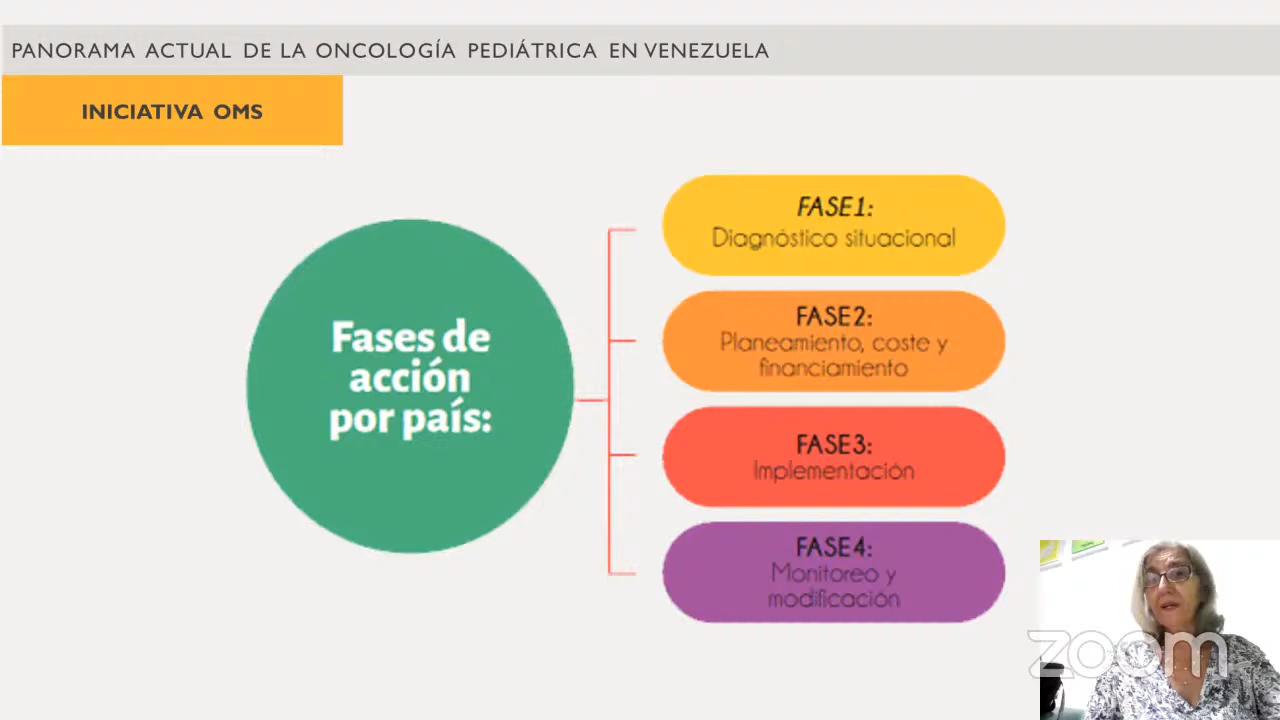 PANORAMA ACTUAL DE LA ONCOLOGÍA PEDIÁTRICA EN VENEZUELA
INICIATIVA OMS
Fases de
acción
por país:
FASE1:
Diagnóstico situacional
FASE2:
Planeamiento, coste y
financiamiento
FASE3:
Implementación
FASE4:
Monitoreo y
modificación
zoom